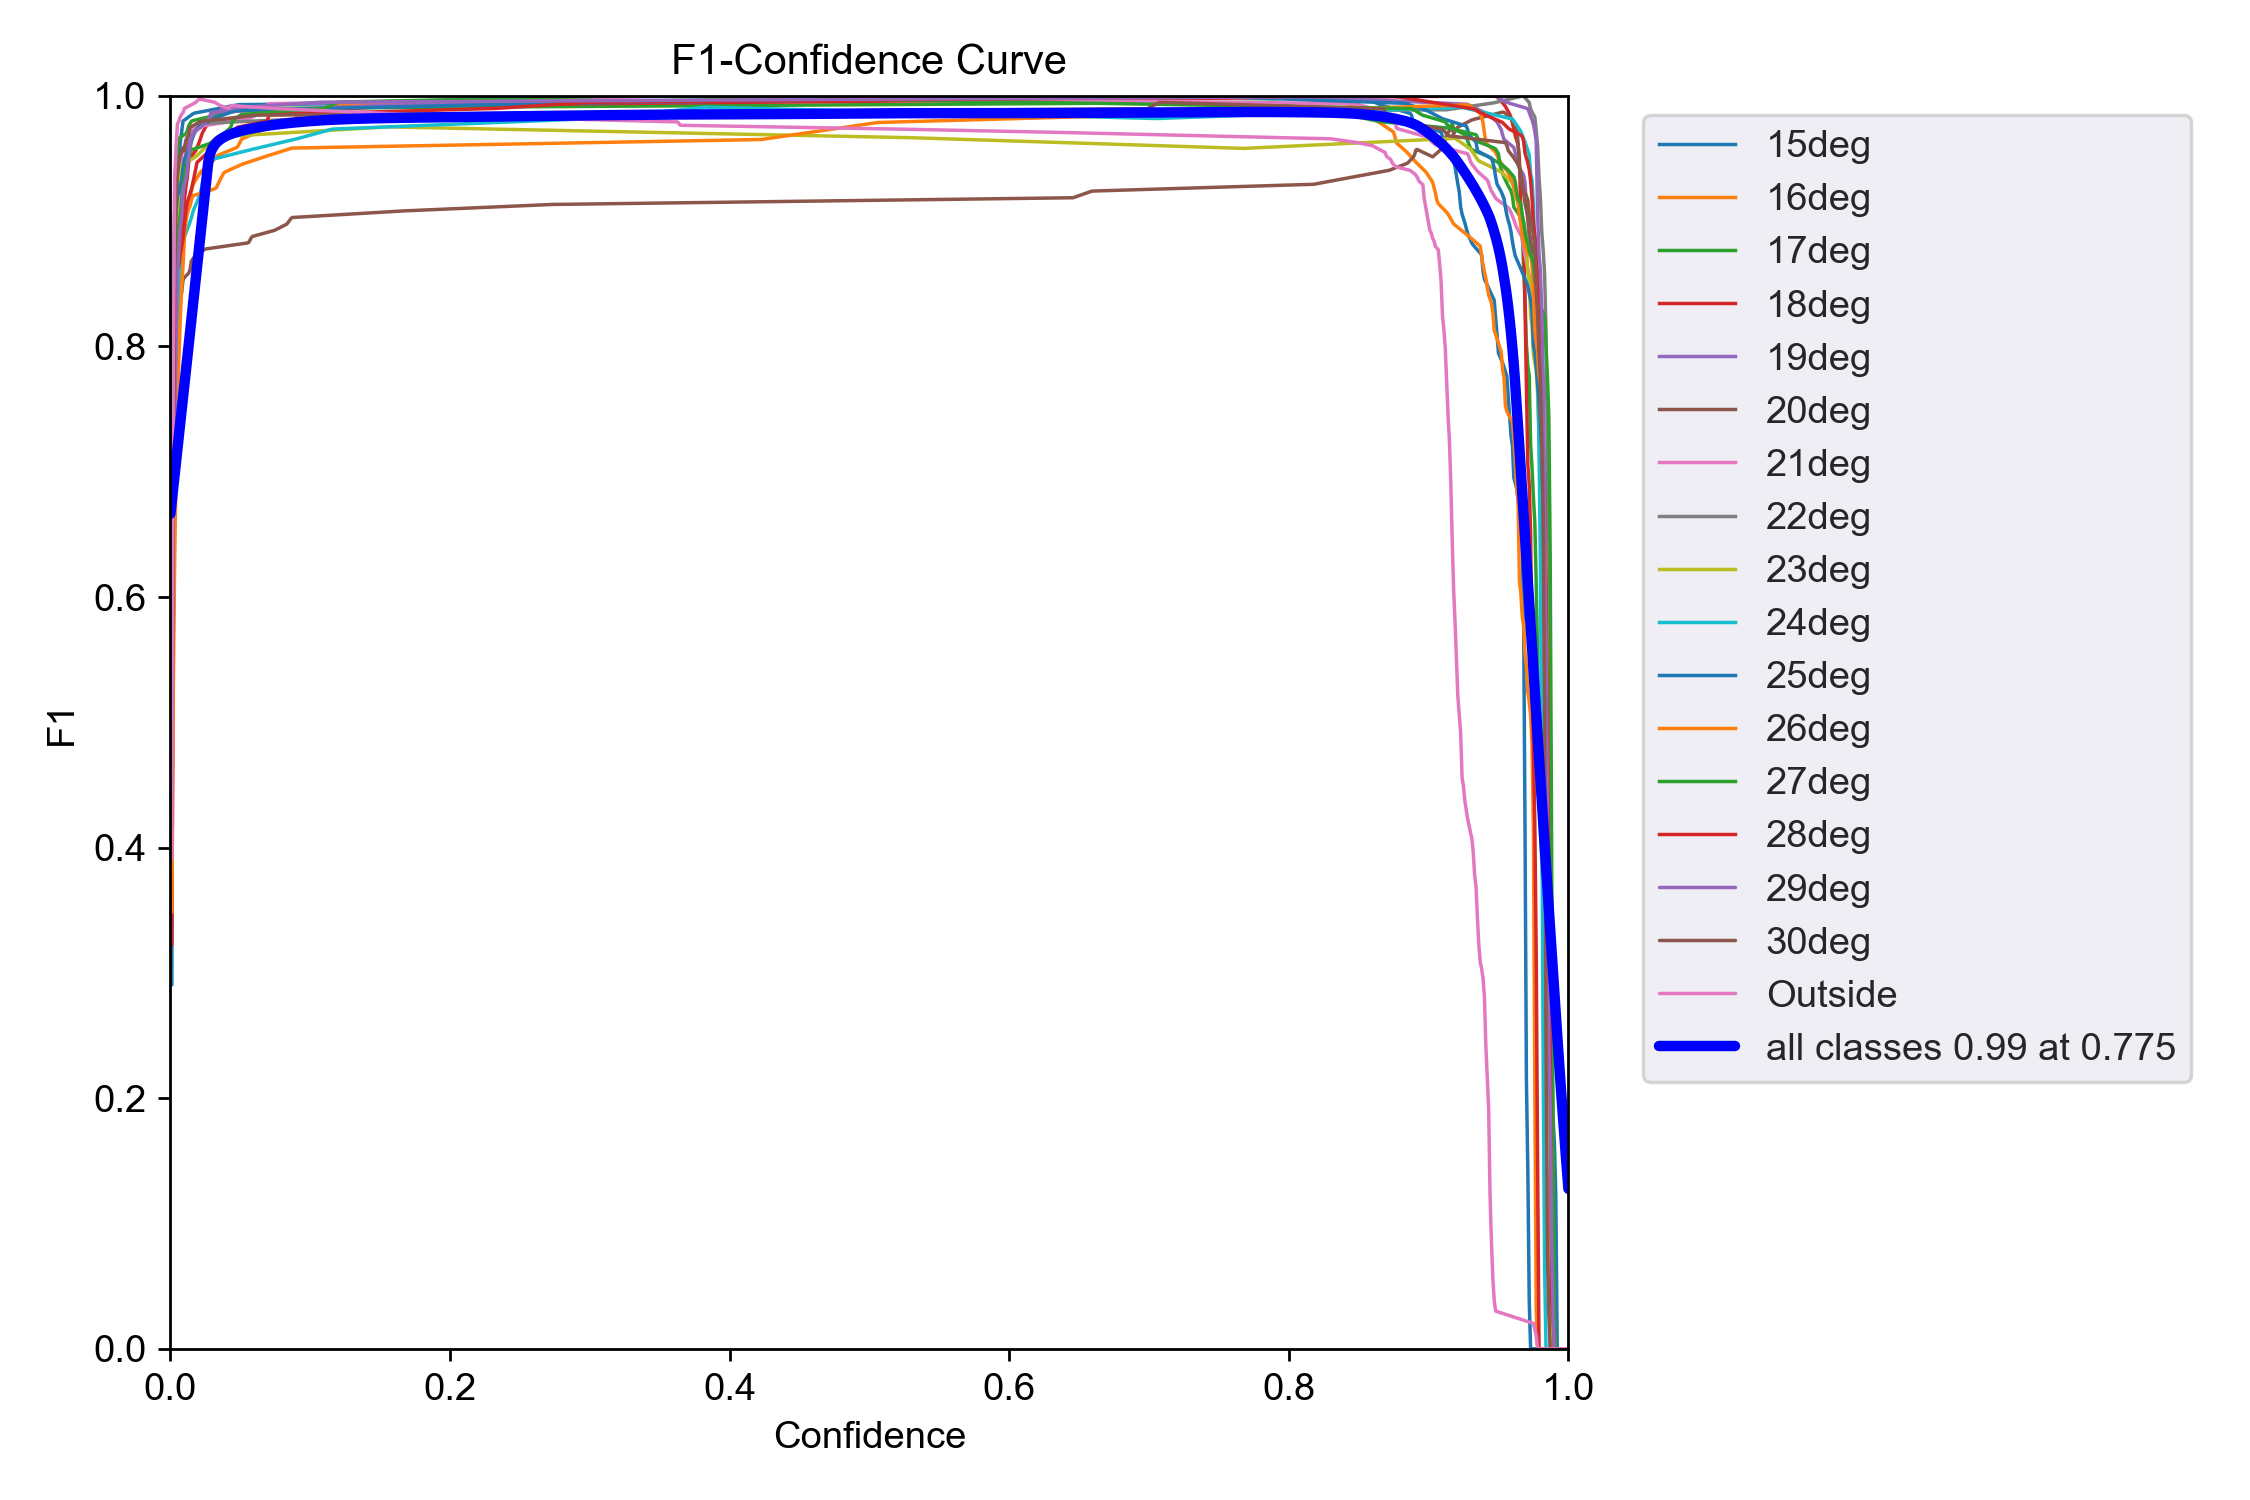 F1-Confidence Curve
1.0
0.8
0.6
0.4
0.2
0.0
F1
0.0 0.2 0.4 0.6 0.8 1.0
Confidence
15deg
16deg
17deg
18deg
19deg
20deg
21deg
22deg
23deg
24deg
25deg
26deg
27deg
28deg
29deg
30deg
Outside
all classes 0.99 at 0.775